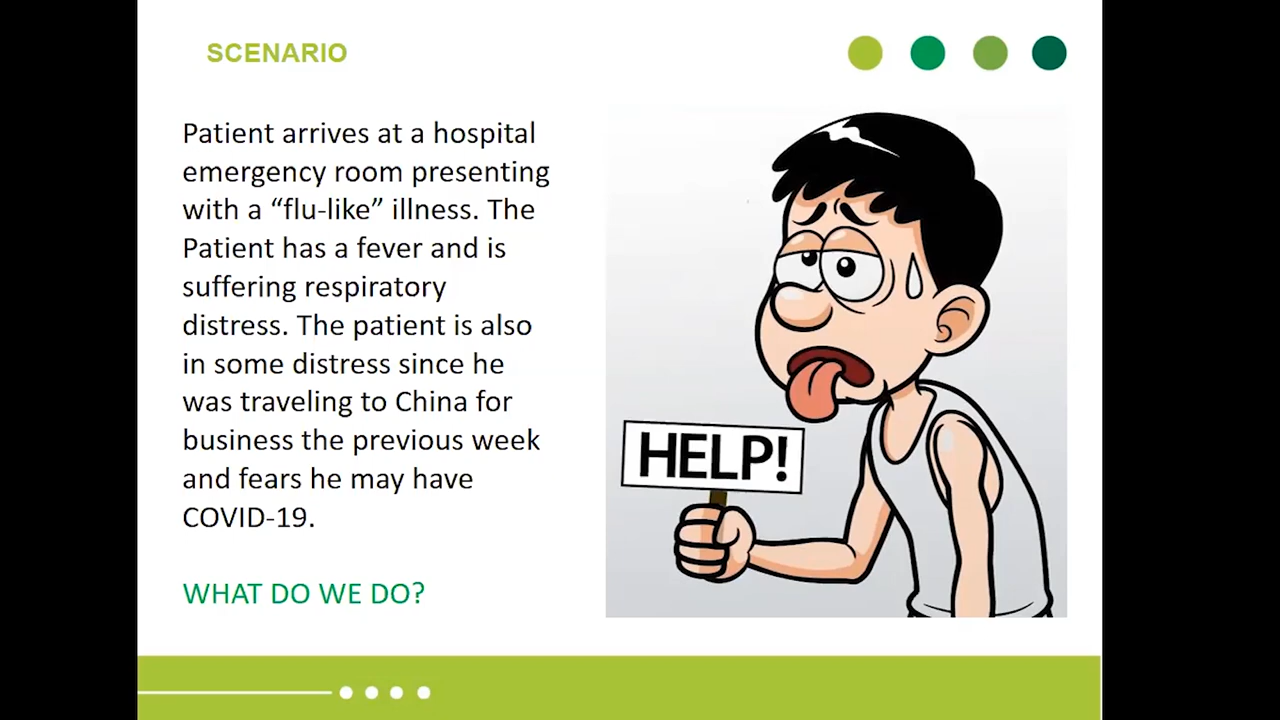 SCENARIO
Patient arrives at a hospital
emergency room presenting
with a “flu-like” illness. The
Patient has a fever and is
suffering respiratory
distress. The patient is also
in some distress since he
was traveling to China for
business the previous week
and fears he may have
COVID-19.
WHAT DO WE DO?
HELP!